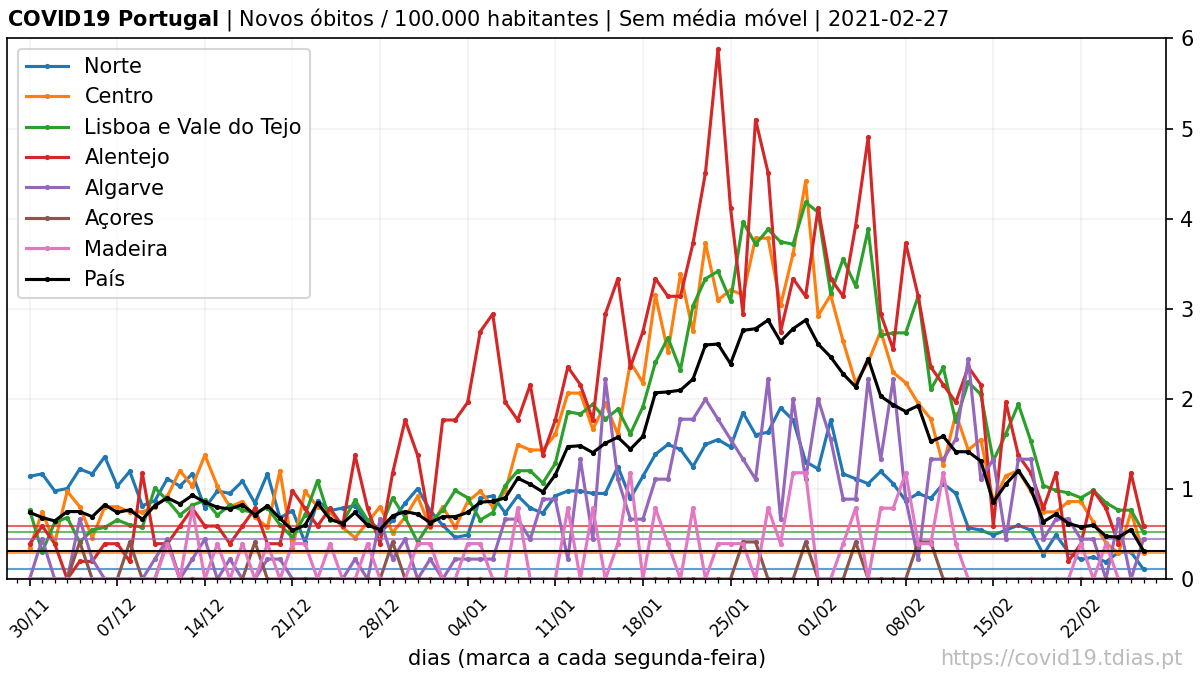 COVID19 Portugal | Novos óbitos / 100.000 habitantes | Sem média móvel | 2021-02-27
Norte
Centro
Lisboa e Vale do Tejo
Alentejo
Algarve
Açores
Madeira
País
6
5
4
3
2
1
0
30/11 07/12 14/12 21/12 28/12 04/01 11/01 18/01 25/01 01/02 08/02 15/02 22/02
dias (marca a cada segunda-feira)
https://covid19.tdias.pt